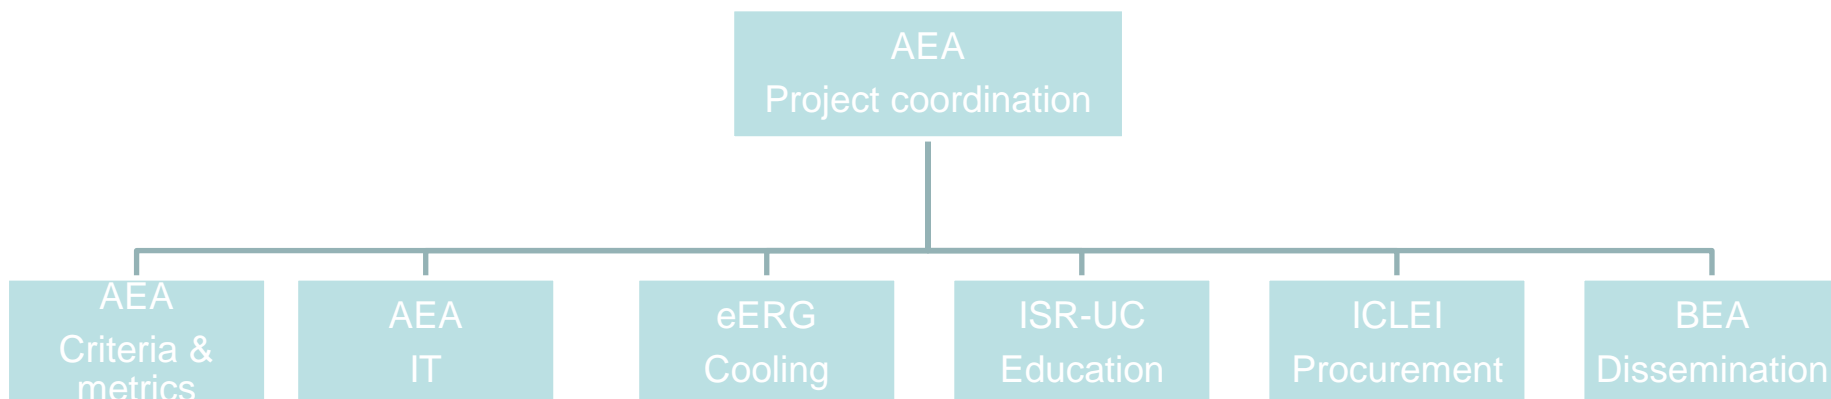 AEA
Project coordination
AEA
Criteria &
metrics
AEA
IT
eERG
Cooling
ISR-UC
Education
ICLEI
Procurement
BEA
Dissemination